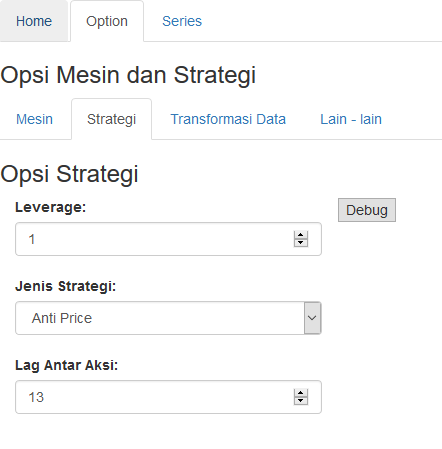 Home Option Series
Opsi Mesin dan Strategi
Mesin Strategi Transformasi Data Lain - lain
Opsi Strategi
Leverage:
Debug
1
Jenis Strategi:
Anti Price
Lag Antar Aksi:
13